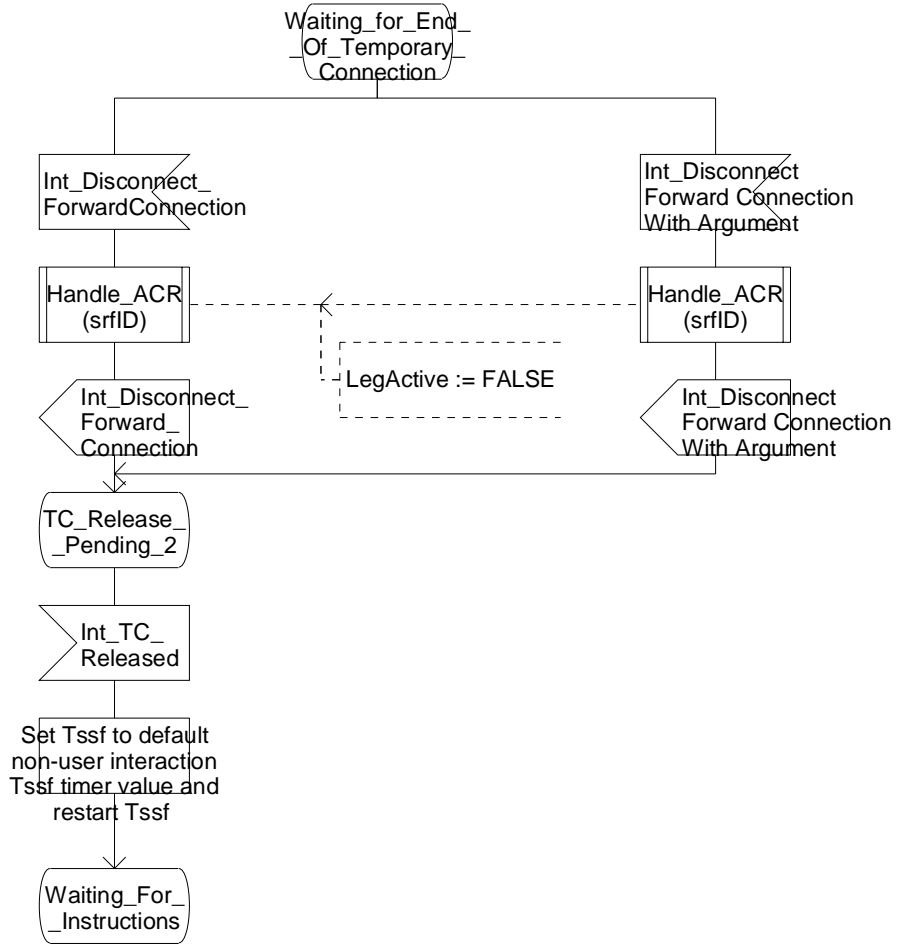 Waiting_for_End_
_Of_Temporary_
Connection
Int_Disconnect_
ForwardConnection
Int_Disconnect
Forward Connection
With Argument
Handle_ACR
(srfID)
Handle_ACR
(srfID)
LegActive := FALSE
Int_Disconnect_
Forward_
Connection
Int_Disconnect
Forward Connection
With Argument
TC_Release_
_Pending_2
Int_TC_
Released
Set Tssf to default
non-user interaction
Tssf timer value and
restart Tssf
Waiting_For_
_Instructions